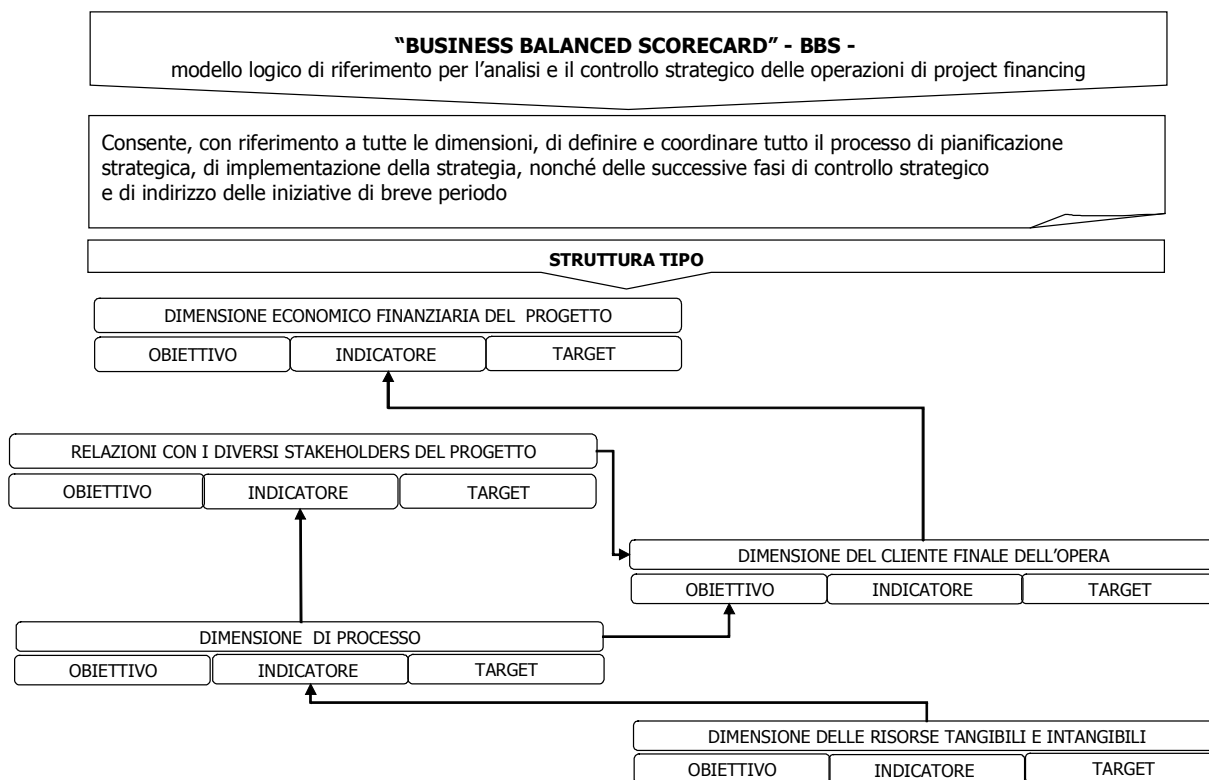 “BUSINESS BALANCED SCORECARD” - BBS -
modello logico di riferimento per l’analisi e il controllo strategico delle operazioni di project financing
Consente, con riferimento a tutte le dimensioni, di definire e coordinare tutto il processo di pianificazione
strategica, di implementazione della strategia, nonché delle successive fasi di controllo strategico
e di indirizzo delle iniziative di breve periodo
STRUTTURA TIPO
DIMENSIONE ECONOMICO FINANZIARIA DEL PROGETTO
OBIETTIVO INDICATORE TARGET
RELAZIONI CON I DIVERSI STAKEHOLDERS DEL PROGETTO
OBIETTIVO INDICATORE TARGET
DIMENSIONE DEL CLIENTE FINALE DELL’OPERA
OBIETTIVO INDICATORE TARGET
DIMENSIONE DI PROCESSO
OBIETTIVO INDICATORE TARGET
DIMENSIONE DELLE RISORSE TANGIBILI E INTANGIBILI
OBIETTIVO INDICATORE TARGET